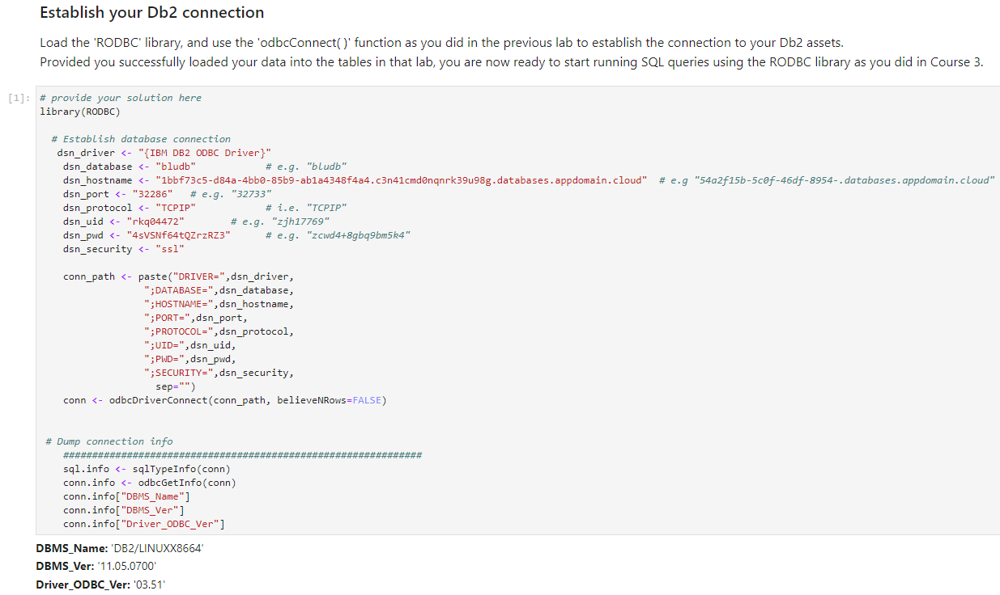 Establish your Db2 connection
Load the 'RODBC' library, and use the 'odbcConnect( )' function as you did in the previous lab to establish the connection to your Db2 assets.
Provided you successfully loaded your data into the tables in that lab, you are now ready to start running SQL queries using the RODBC library as you did in Course 3.
[1]: # provide your solution here
library(RODBC)
# Establish database connection
dsn_driver <- "{IBM DB2 ODBC Driver}"
dsn_database <- "bludb" # e.g. "bludb"
dsn_hostname <- "1bbf73c5-d84a-4bb0-85b9-ab1a4348f4a4.c3n41cmd0nqnrk39u98g.databases.appdomain.cloud" # e.g "54a2f15b-5c0f-46df-8954-.databases.appdomain.cloud"
dsn_port <- "32286" # e.g. "32733"
dsn_protocol <- "TCPIP" # i.e. "TCPIP"
dsn_uid <- "rkq04472" # e.g. "zjh17769"
dsn_pwd <- "4sVSNf64tQZrzRZ3" # e.g. "zcwd4+8gbq9bm5k4"
dsn_security <- "ssl"
conn_path <- paste("DRIVER=",dsn_driver,
";DATABASE=",dsn_database,
";HOSTNAME=",dsn_hostname,
";PORT=",dsn_port,
";PROTOCOL=",dsn_protocol,
";UID=",dsn_uid,
";PWD=",dsn_pwd,
";SECURITY=",dsn_security,
sep="")
conn <- odbcDriverConnect(conn_path, believeNRows=FALSE)
# Dump connection info
##############################################################
sql.info <- sqlTypeInfo(conn)
conn.info <- odbcGetInfo(conn)
conn.info["DBMS_Name"]
conn.info["DBMS_Ver"]
conn.info["Driver_ODBC_Ver"]
DBMS_Name: 'DB2/LINUXX8664'
DBMS_Ver: '11.05.0700'
Driver_ODBC_Ver: '03.51'